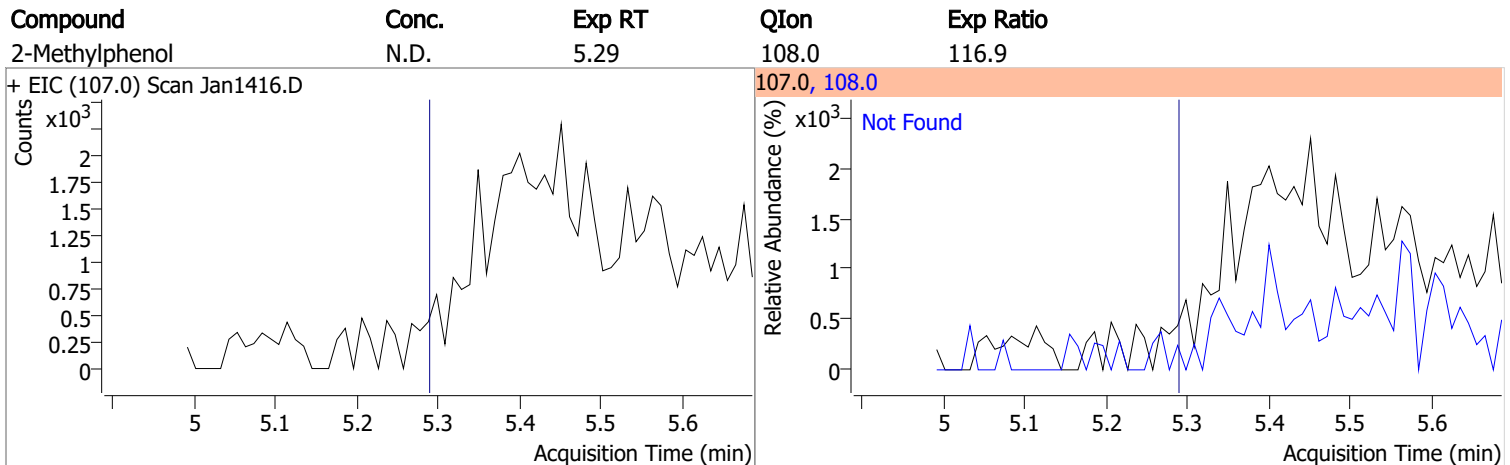 Compound Conc. Exp RT QIon Exp Ratio
2-Methylphenol N.D. 5.29 108.0 116.9
+ EIC (107.0) Scan Jan1416.D
Counts
x10³
2
1.75
1.5
1.25
1
0.75
0.5
0.25
0
5 5.1 5.2 5.3 5.4 5.5 5.6
Acquisition Time (min)
107.0, 108.0
Relative Abundance (%)
x10³
Not Found
2
1.5
1
0.5
0
5 5.1 5.2 5.3 5.4 5.5 5.6
Acquisition Time (min)